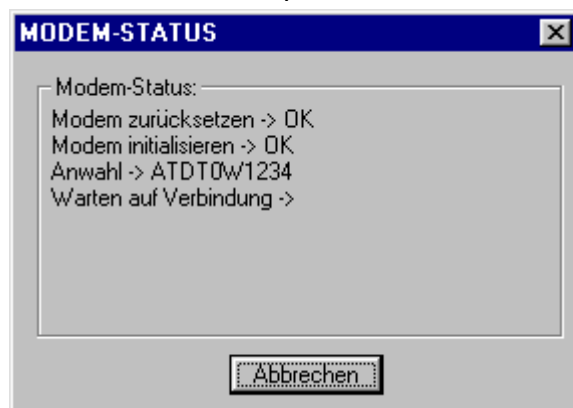 MODEM-STATUS
Modem-Status:
Modem zurücksetzen -> OK
Modem initialisieren -> OK
Anwahl -> ATDT0W1234
Warten auf Verbindung ->
Abbrechen